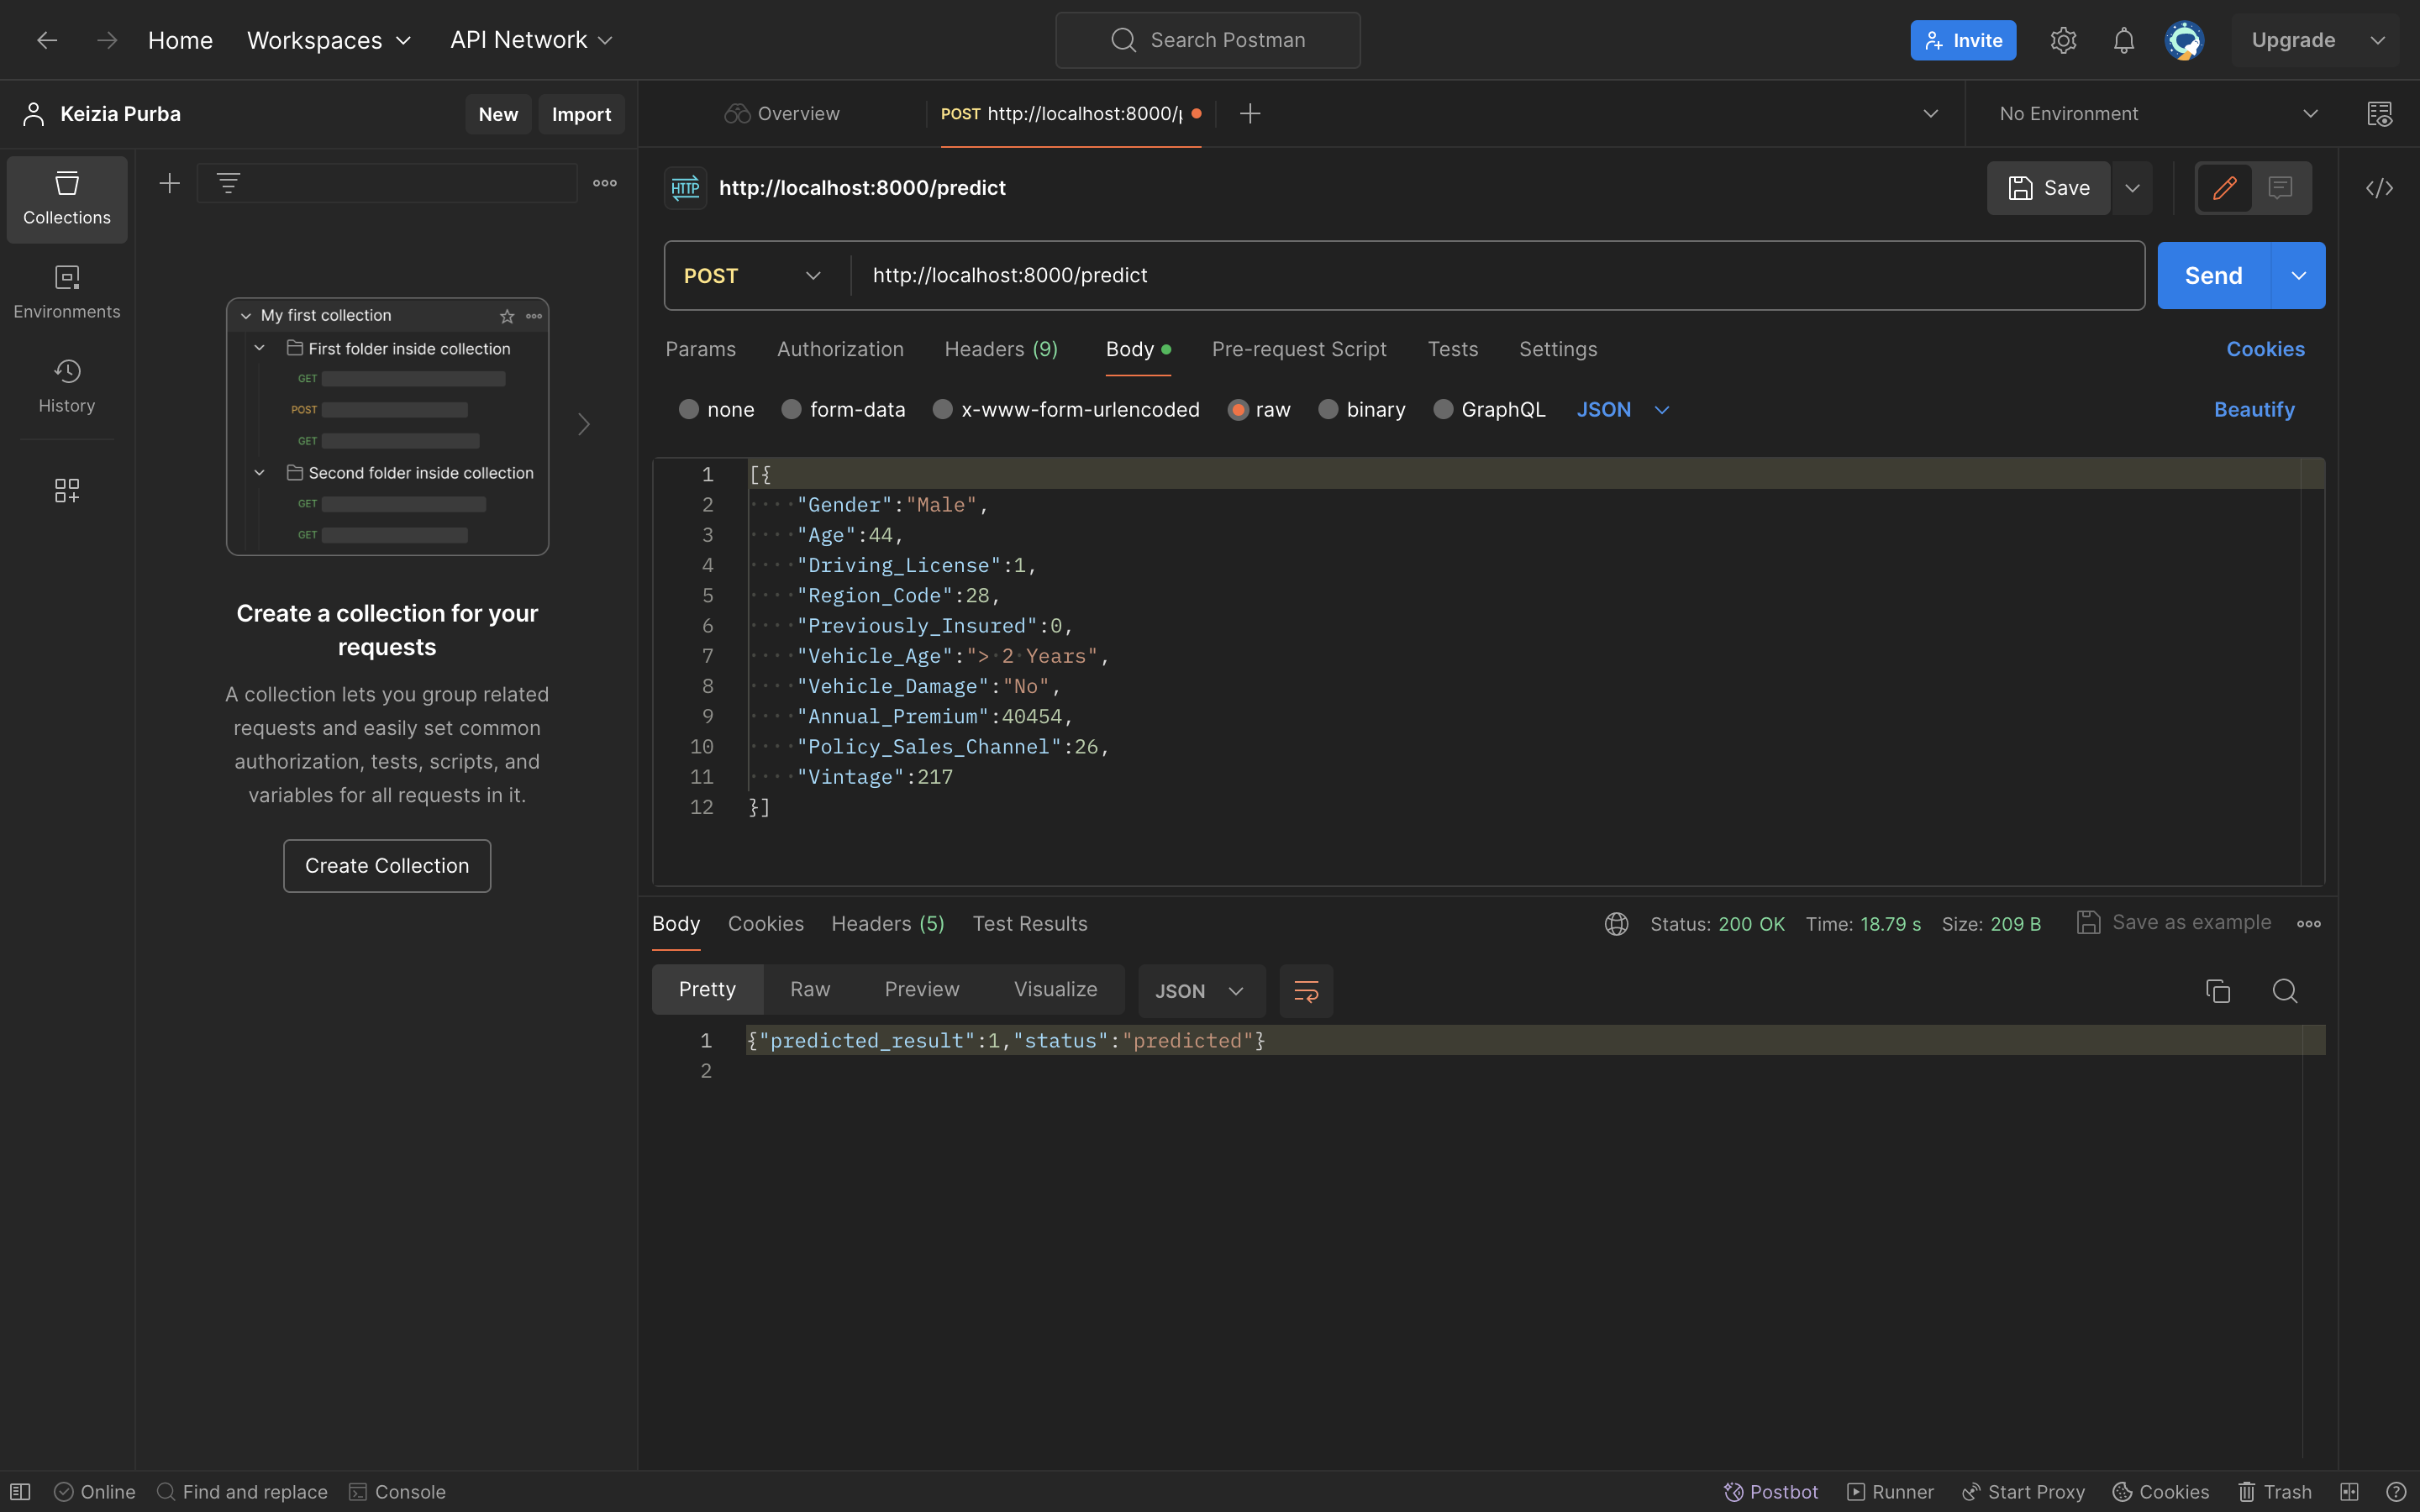 Home Workspaces API Network Search Postman Invite Upgrade
Keizia Purba New Import
Overview POST http://localhost:8000/p No Environment
Collections
Environments
History
My first collection
First folder inside collection
GET
POST
GET
Second folder inside collection
GET
GET
Create a collection for your
requests
A collection lets you group related
requests and easily set common
authorization, tests, scripts, and
variables for all requests in it.
Create Collection
HTTP http://localhost:8000/predict Save
POST http://localhost:8000/predict Send
Params Authorization Headers (9) Body Pre-request Script Tests Settings Cookies
none form-data x-www-form-urlencoded raw binary GraphQL JSON Beautify
1 [{
2 "Gender":"Male",
3 "Age":44,
4 "Driving_License":1,
5 "Region_Code":28,
6 "Previously_Insured":0,
7 "Vehicle_Age":"> 2 Years",
8 "Vehicle_Damage":"No",
9 "Annual_Premium":40454,
10 "Policy_Sales_Channel":26,
11 "Vintage":217
12 }]
Body Cookies Headers (5) Test Results Status: 200 OK Time: 18.79 s Size: 209 B Save as example
Pretty Raw Preview Visualize JSON
1 {"predicted_result":1,"status":"predicted"}
2
Online Find and replace Console Postbot Runner Start Proxy Cookies Trash